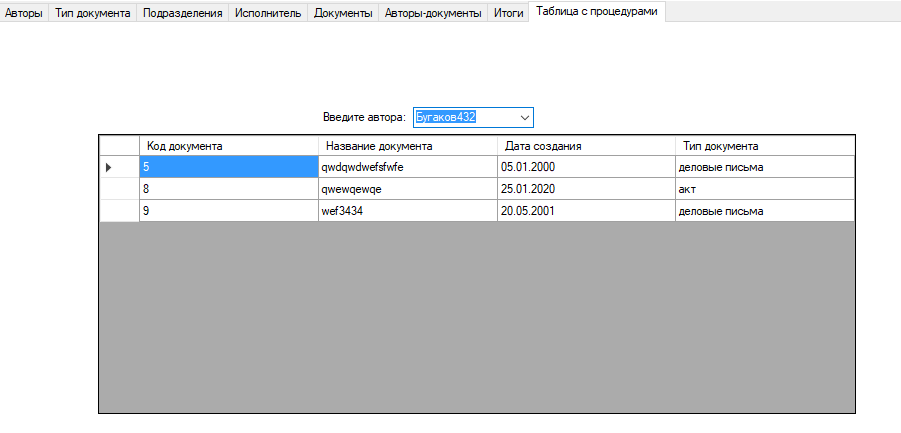 Авторы Тип документа Подразделения Исполнитель Документы Авторы-документы Итоги Таблица с процедурами
Введите автора: Бугаков432
Код документа Название документа Дата создания Тип документа
5 qwdqwdwefsfwfe 05.01.2000 деловые письма
8 qwewqewqe 25.01.2020 акт
9 wef3434 20.05.2001 деловые письма